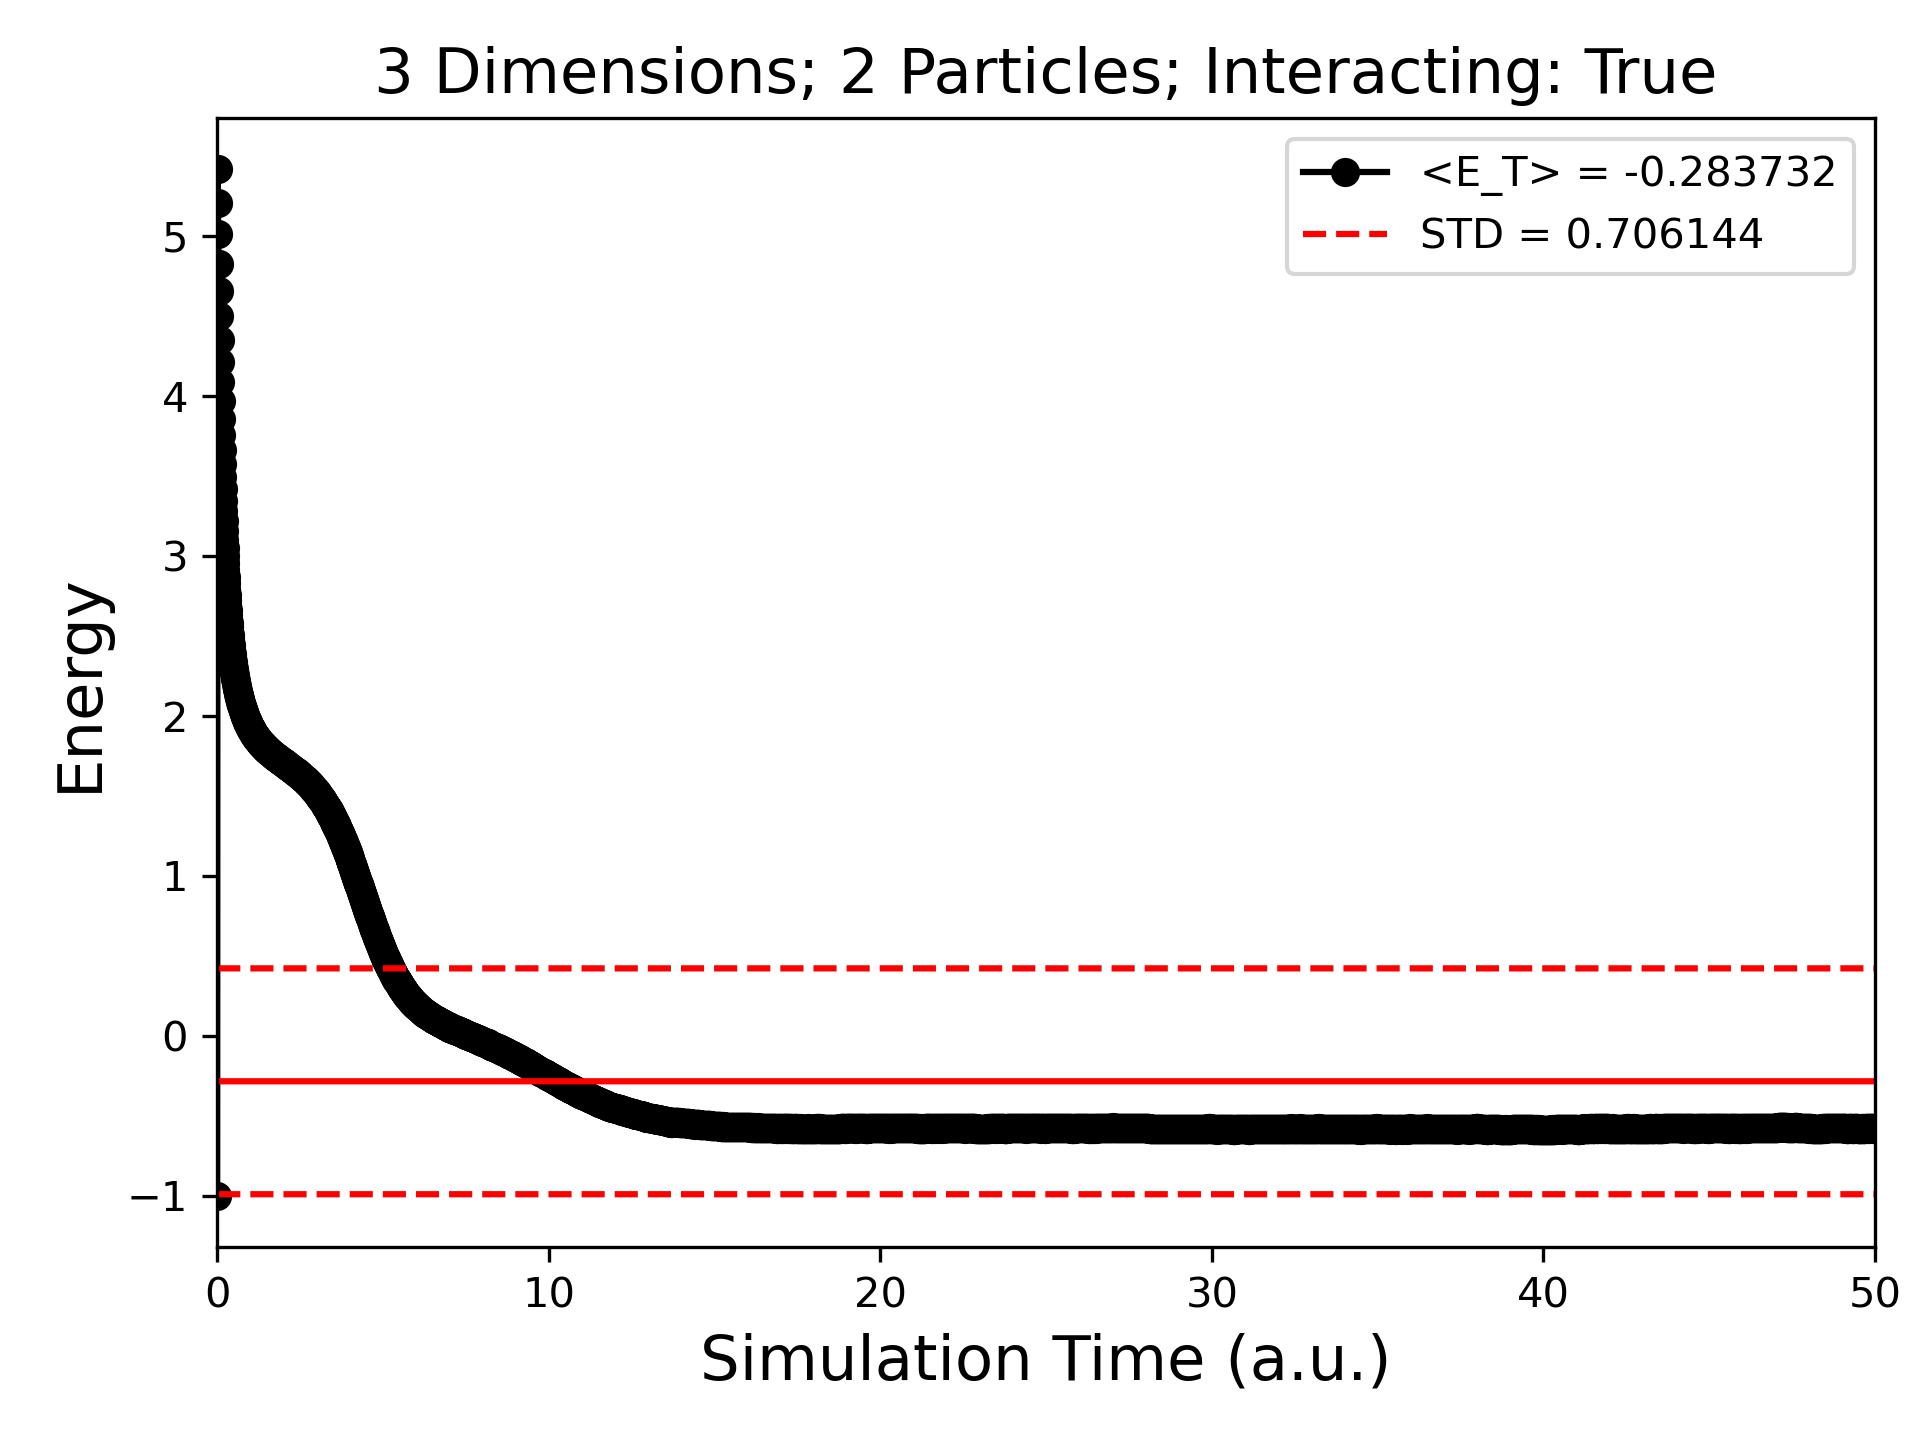 3 Dimensions; 2 Particles; Interacting: True
<E_T> = -0.283732
STD = 0.706144
Energy
5
4
3
2
1
0
−1
0 10 20 30 40 50
Simulation Time (a.u.)